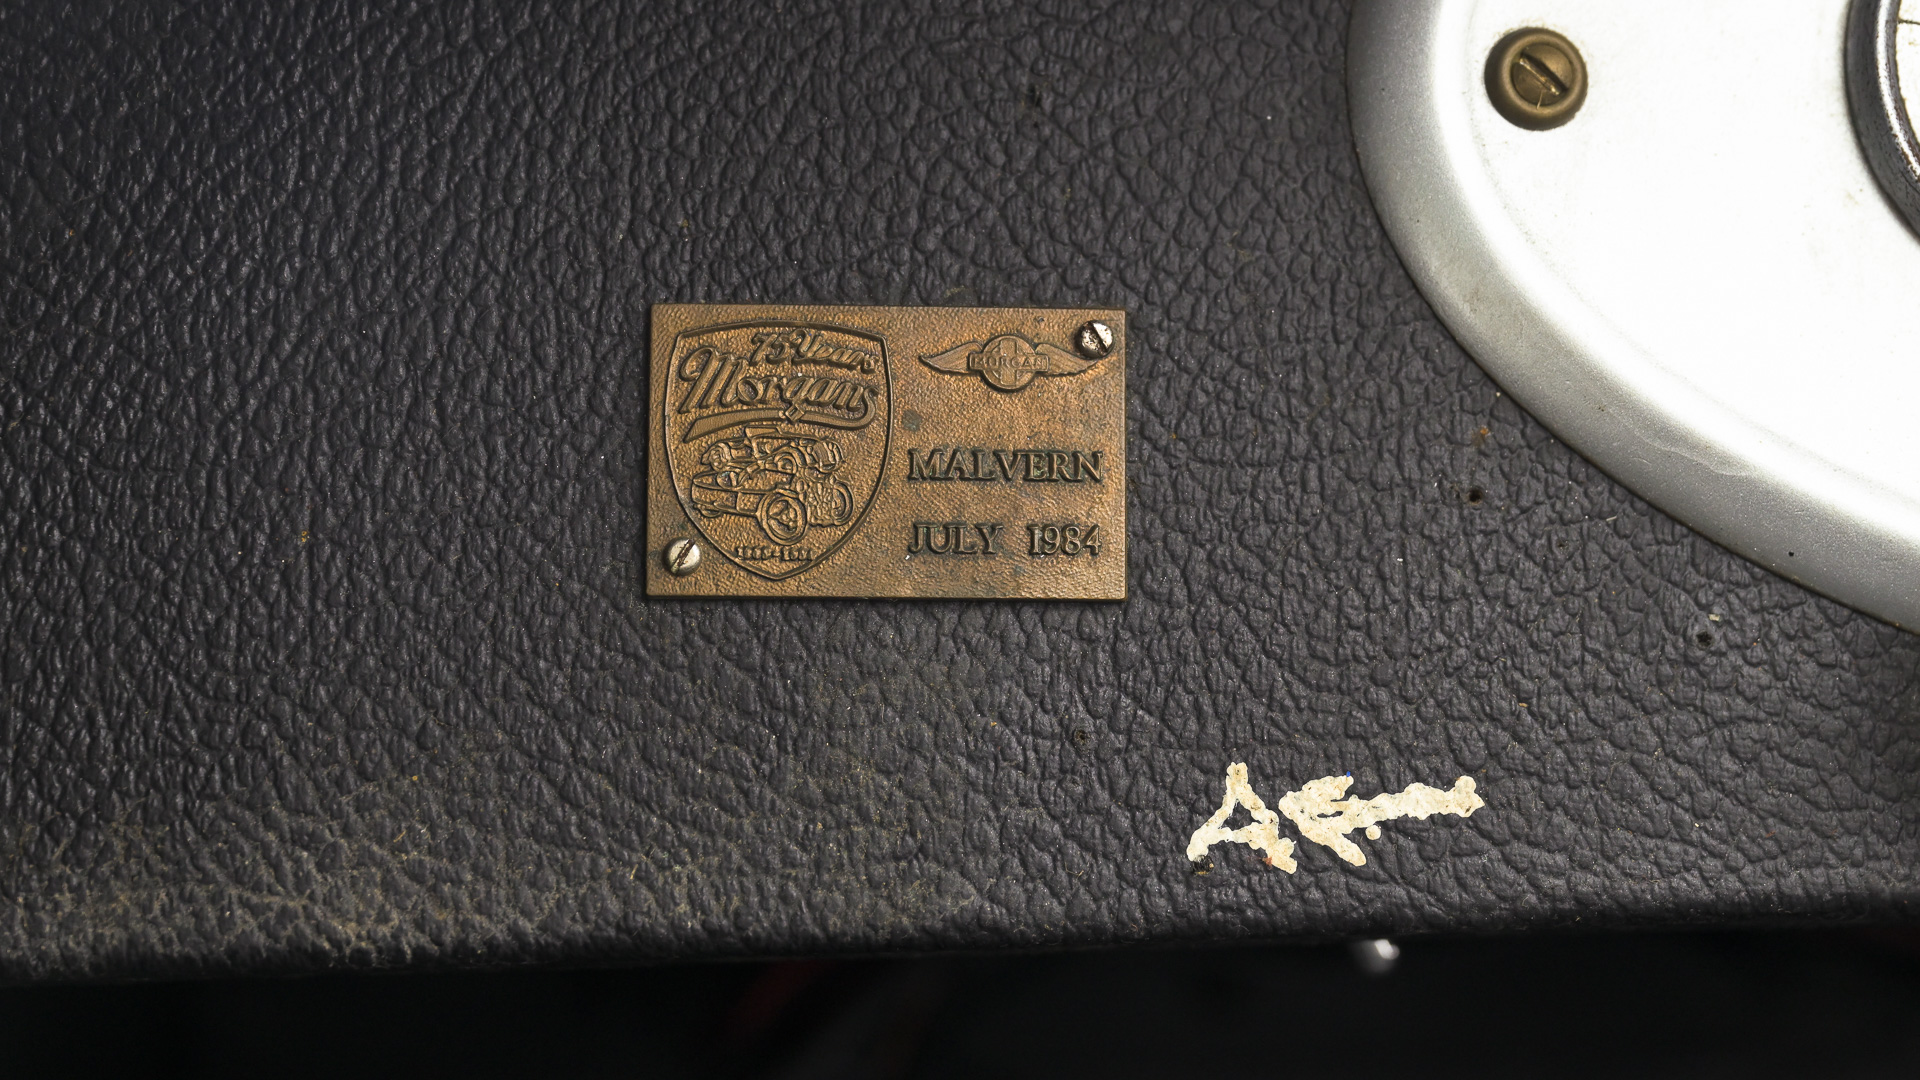 75 Years
Morgans
MORGAN
MALVERN
JULY 1984